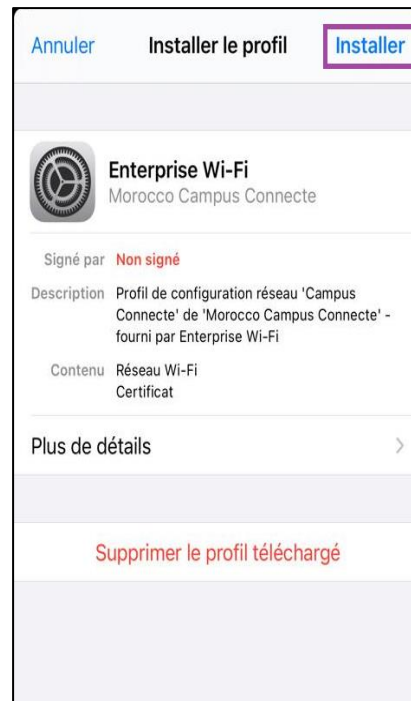 Annuler Installer le profil Installer
Enterprise Wi-Fi
Morocco Campus Connecte
Signé par Non signé
Description Profil de configuration réseau 'Campus
Connecte' de 'Morocco Campus Connecte' -
fourni par Enterprise Wi-Fi
Contenu Réseau Wi-Fi
Certificat
Plus de détails
Supprimer le profil téléchargé